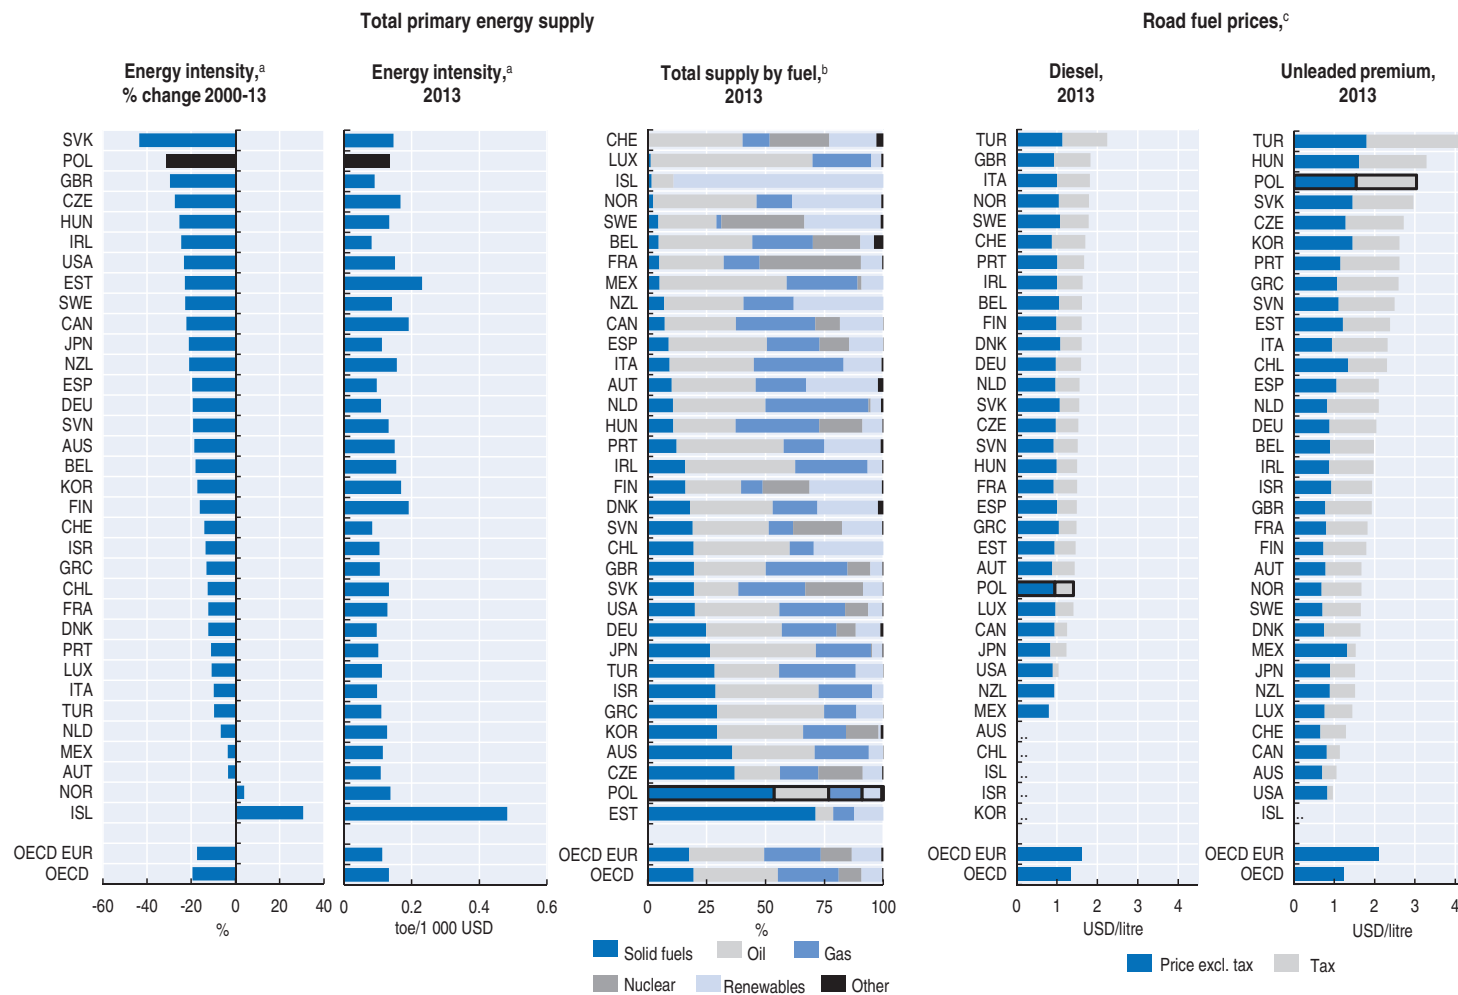 Total primary energy supply
Road fuel prices,c
Energy intensity,a
% change 2000-13
Energy intensity,a
2013
Total supply by fuel,b
2013
Diesel,
2013
Unleaded premium,
2013
SVK
POL
GBR
CZE
HUN
IRL
USA
EST
SWE
CAN
JPN
NZL
ESP
DEU
SVN
AUS
BEL
KOR
FIN
CHE
ISR
GRC
CHL
FRA
DNK
PRT
LUX
ITA
TUR
NLD
MEX
AUT
NOR
ISL
OECD EUR
OECD
-60 -40 -20 0 20 40
%
0 0.2 0.4 0.6
toe/1 000 USD
CHE
LUX
ISL
NOR
SWE
BEL
FRA
MEX
NZL
CAN
ESP
ITA
AUT
NLD
HUN
PRT
IRL
FIN
DNK
SVN
CHL
GBR
SVK
USA
DEU
JPN
TUR
ISR
GRC
KOR
AUS
CZE
POL
EST
OECD EUR
OECD
0 25 50 75 100
%
Solid fuels Oil Gas
Nuclear Renewables Other
TUR
GBR
ITA
NOR
SWE
CHE
PRT
IRL
BEL
FIN
DNK
DEU
NLD
SVK
CZE
SVN
HUN
FRA
ESP
GRC
EST
AUT
POL
LUX
CAN
JPN
USA
NZL
MEX
AUS ..
CHL ..
ISL ..
ISR ..
KOR ..
OECD EUR
OECD
0 1 2 3 4
USD/litre
TUR
HUN
POL
SVK
CZE
KOR
PRT
GRC
SVN
EST
ITA
CHL
ESP
NLD
DEU
BEL
IRL
ISR
GBR
FRA
FIN
AUT
NOR
SWE
DNK
MEX
JPN
NZL
LUX
CHE
CAN
AUS
USA
ISL ..
OECD EUR
OECD
0 1 2 3 4
USD/litre
Price excl. tax Tax